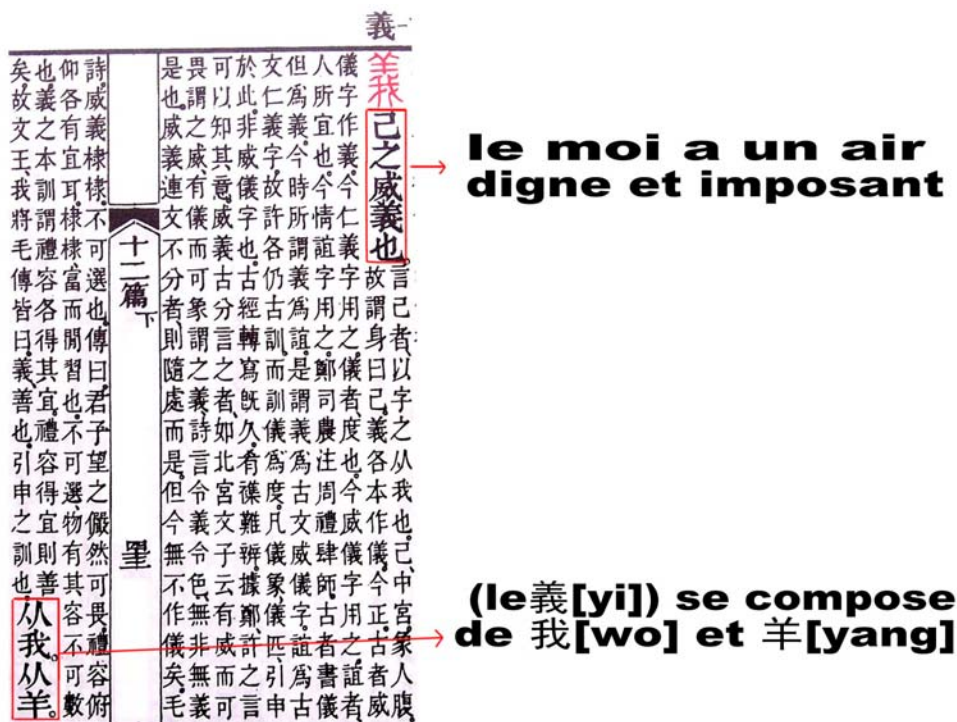 義
義己之威義也。
言己者、以字之从我也。己、中宮象人腹。
故謂身曰己。義各本作儀。今正。古者威
儀字作義。今仁義字用之。儀者、度也。今威儀字用之。誼者、
人所宜也。今情誼字用之。鄭司農注周禮肆師。古者書儀
但爲義。今時所謂義爲誼。是謂義爲古文威儀字。誼爲古
文仁義字。故許各仍古訓。而訓儀爲度。凡儀象、儀匹、引申
於此。非威儀字也。古經轉寫旣久。肴襍難辨。據鄭、許之言
可以知其意。威義古分言之者、如北宮文子云有威而可
畏謂之威。有儀而可象謂之義。詩言令義令色、無非無義
是也。威義連文不分者、則隨處而是。但今無不作儀矣。毛
十二篇下
詩。威義棣棣。不可選也。傳曰。君子望之儼然可畏。禮容俯
仰各有宜耳。棣棣、富而閒習也。不可選、物有其容不可數
也。義之本訓謂禮容各得其宜。禮容得宜則善
矣。故文王、我將毛傳皆曰。義、善也。引申之訓也。
从我。从羊。
le moi a un air
digne et imposant
(le義[yi]) se compose
de 我[wo] et 羊[yang]